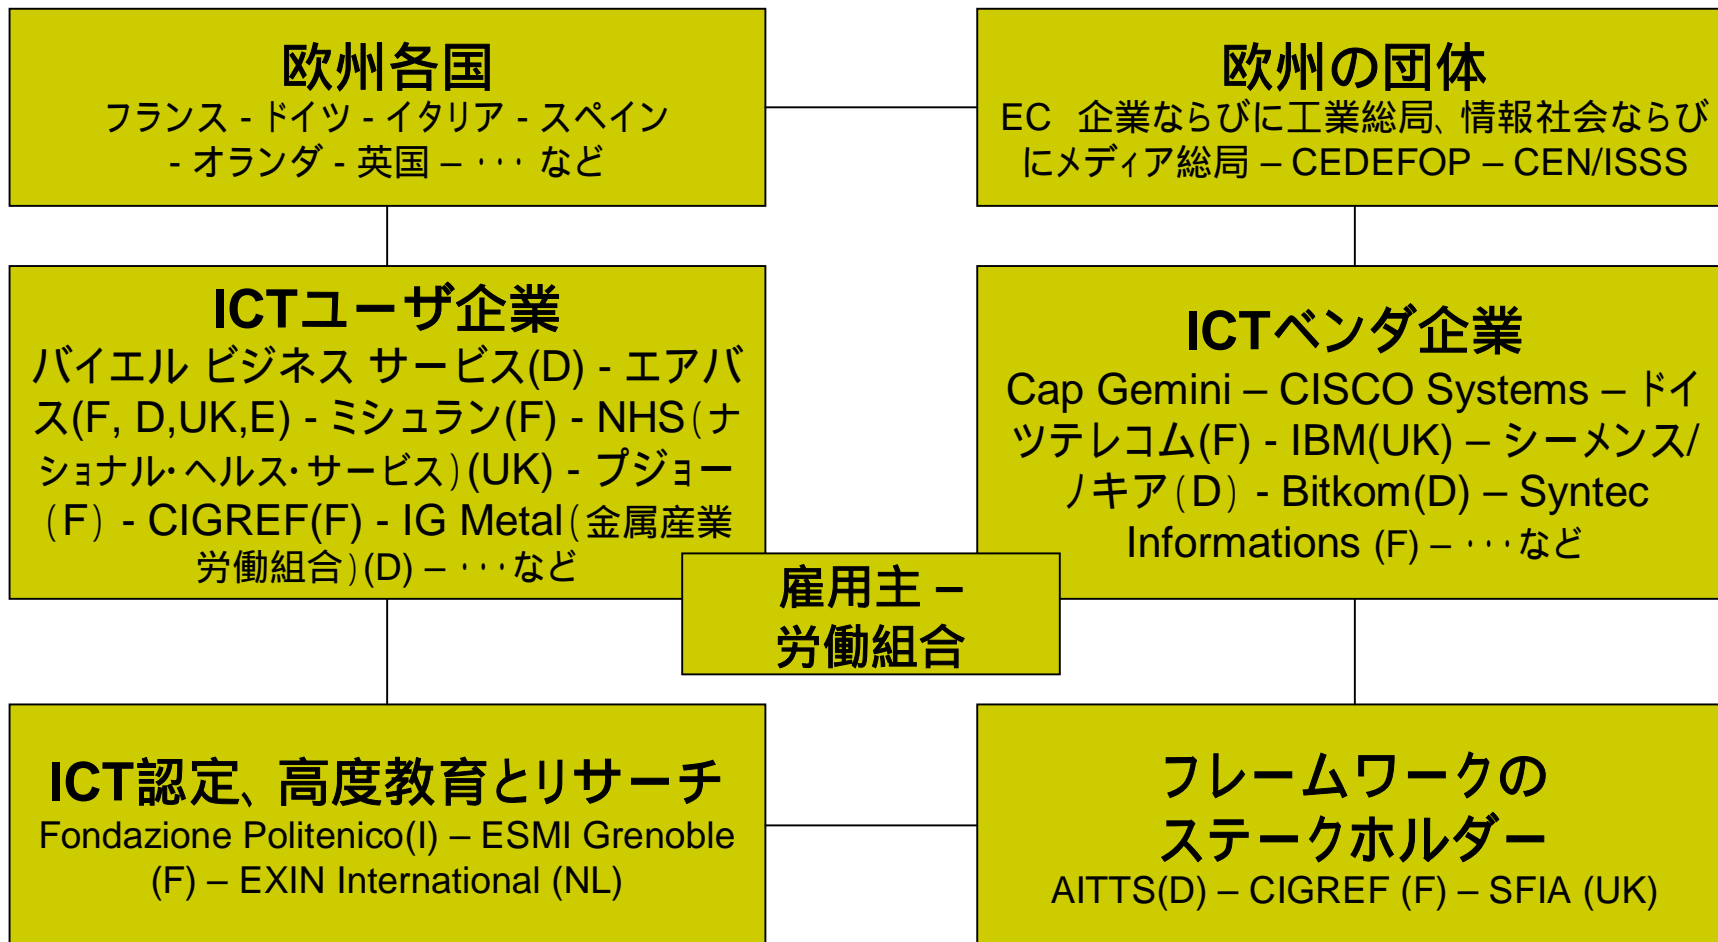 欧州各国
フランス - ドイツ - イタリア - スペイン
- オランダ - 英国 – ・・・ など
欧州の団体
EC 企業ならびに工業総局、情報社会ならび
にメディア総局 – CEDEFOP – CEN/ISSS
ICTユーザ企業
バイエル ビジネス サービス(D) - エアバ
ス(F, D,UK,E) - ミシュラン(F) - NHS(ナ
ショナル・ヘルス・サービス)(UK) - プジョー
(F) - CIGREF(F) - IG Metal(金属産業
労働組合)(D) – ・・・など
ICTベンダ企業
Cap Gemini – CISCO Systems – ドイ
ツテレコム(F) - IBM(UK) – シーメンス/
ノキア(D) - Bitkom(D) – Syntec
Informations (F) – ・・・など
雇用主 –
労働組合
ICT認定、高度教育とリサーチ
Fondazione Politenico(I) – ESMI Grenoble
(F) – EXIN International (NL)
フレームワークの
ステークホルダー
AITTS(D) – CIGREF (F) – SFIA (UK)